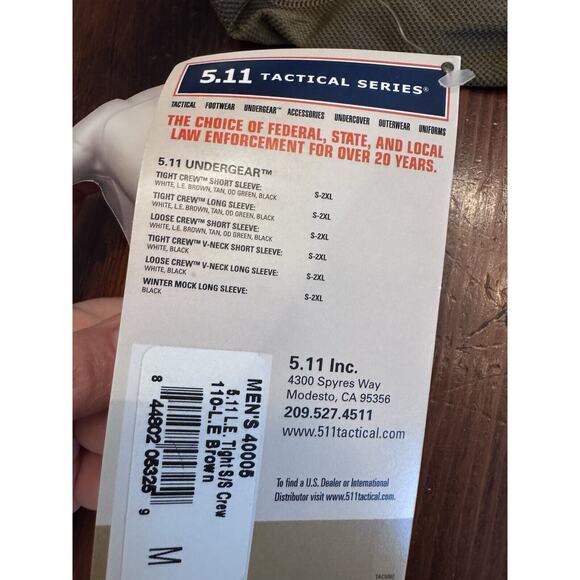 5.11 TACTICAL SERIES®
TACTICAL FOOTWEAR UNDERGEAR™ ACCESSORIES UNDERCOVER OUTERWEAR UNIFORMS
THE CHOICE OF FEDERAL, STATE, AND LOCAL
LAW ENFORCEMENT FOR OVER 20 YEARS.
5.11 UNDERGEAR™
TIGHT CREW™ SHORT SLEEVE: S-2XL
WHITE, L.E. BROWN, TAN, OD GREEN, BLACK
TIGHT CREW™ LONG SLEEVE: S-2XL
WHITE, L.E. BROWN, TAN, OD GREEN, BLACK
LOOSE CREW™ SHORT SLEEVE: S-2XL
WHITE, L.E. BROWN, TAN, OD GREEN, BLACK
TIGHT CREW™ V-NECK SHORT SLEEVE: S-2XL
WHITE, BLACK
LOOSE CREW™ V-NECK LONG SLEEVE: S-2XL
WHITE, BLACK
WINTER MOCK LONG SLEEVE: S-2XL
BLACK
5.11 Inc.
4300 Spyres Way
Modesto, CA 95356
209.527.4511
www.511tactical.com
To find a U.S. Dealer or International
Distributor visit www.511tactical.com.
MEN'S 40005
5.11 L.E. Tight S/S Crew
110-L.E Brown
8 44802 05325 9
M